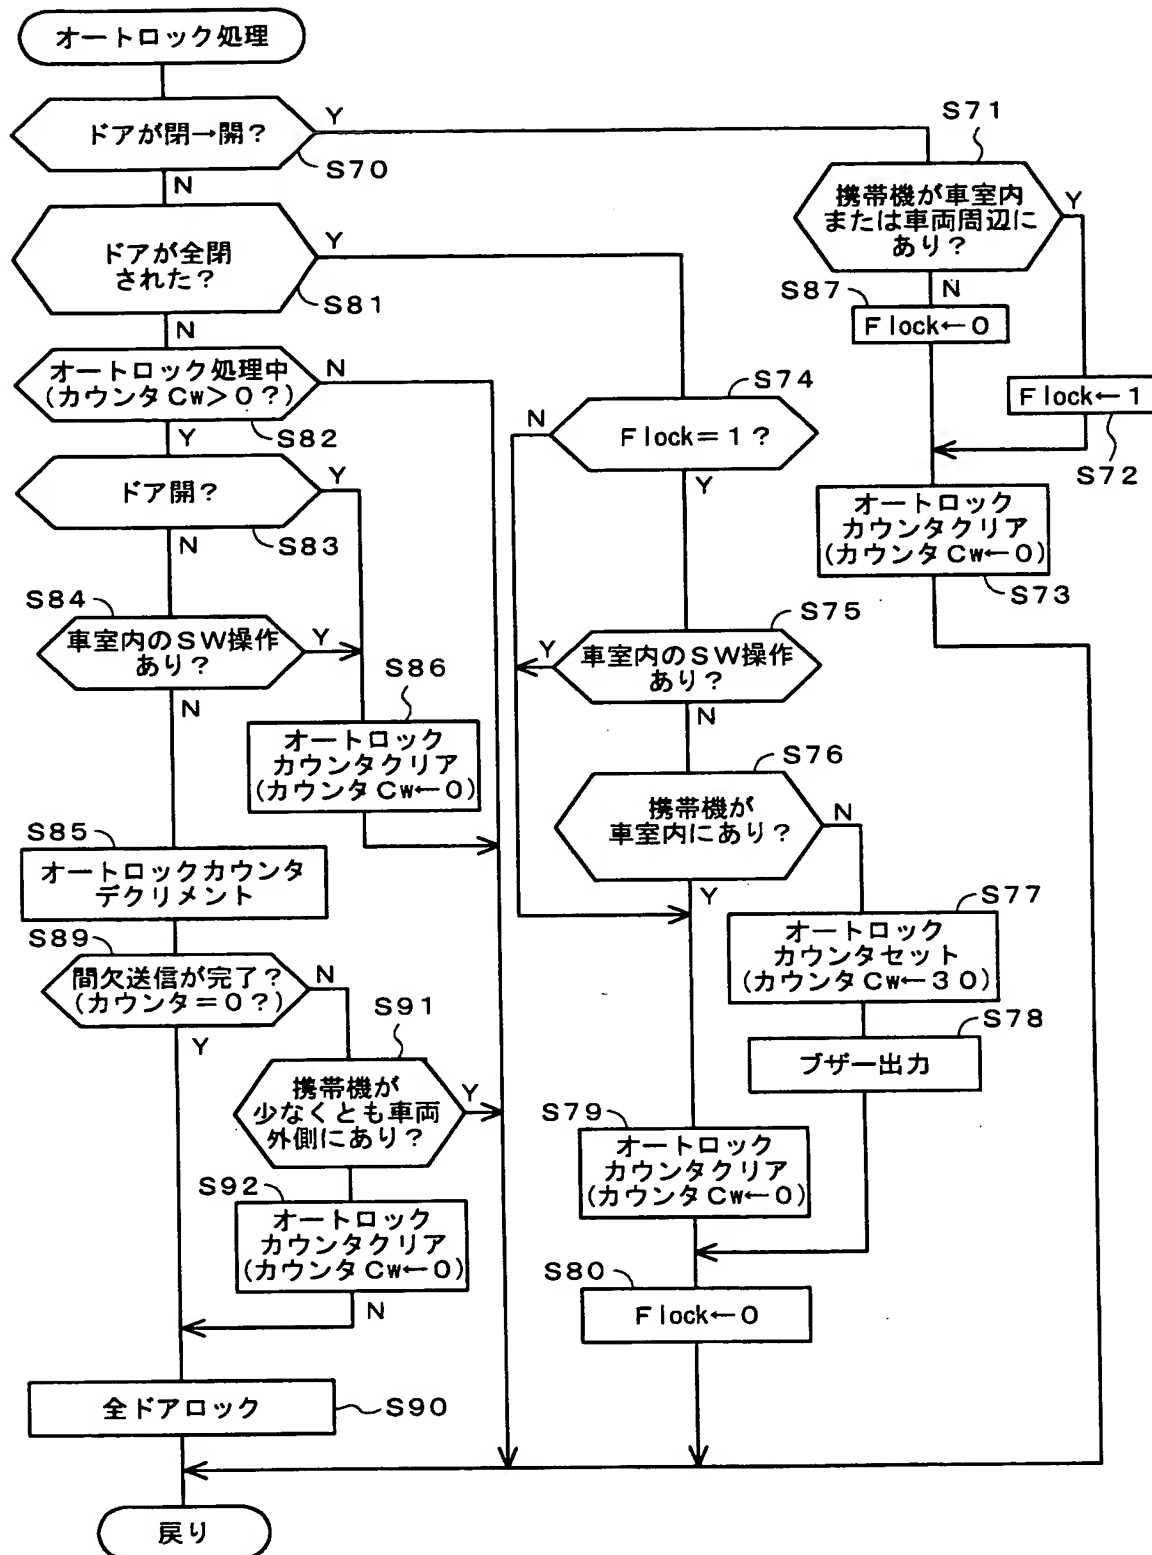 オートロック処理
ドアが閉→開？
Y
S70
N
S71
携帯機が車室内
または車両周辺に
あり？
Y
N
S87
Flock←0
Flock←1
S72
オートロック
カウンタクリア
(カウンタCw←0)
S73
ドアが全閉
された？
Y
S81
N
オートロック処理中
(カウンタCw＞0？)
N
S82
Y
ドア開？
Y
S83
N
S84
車室内のSW操作
あり？
Y
N
S86
オートロック
カウンタクリア
(カウンタCw←0)
S85
オートロックカウンタ
デクリメント
S89
間欠送信が完了？
(カウンタ＝0？)
N
Y
S91
携帯機が
少なくとも車両
外側にあり？
Y
S92
オートロック
カウンタクリア
(カウンタCw←0)
N
全ドアロック
S90
戻り
S74
N
Flock＝1？
Y
S75
Y
車室内のSW操作
あり？
N
S76
携帯機が
車室内にあり？
N
Y
S77
オートロック
カウンタセット
(カウンタCw←30)
S78
ブザー出力
S79
オートロック
カウンタクリア
(カウンタCw←0)
S80
Flock←0